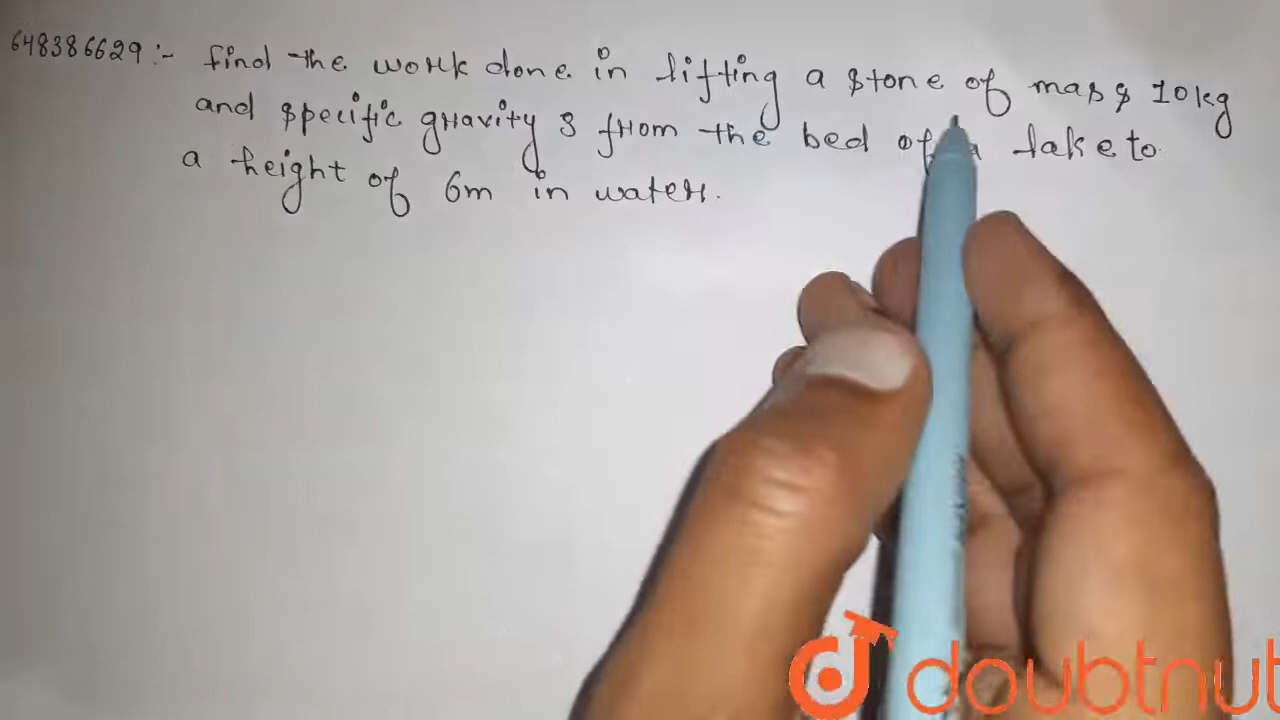 648386629:- find the work done in lifting a stone of mass 10kg
and specific gravity 3 from the bed of a lake to
a height of 6m in water.
doubtnut